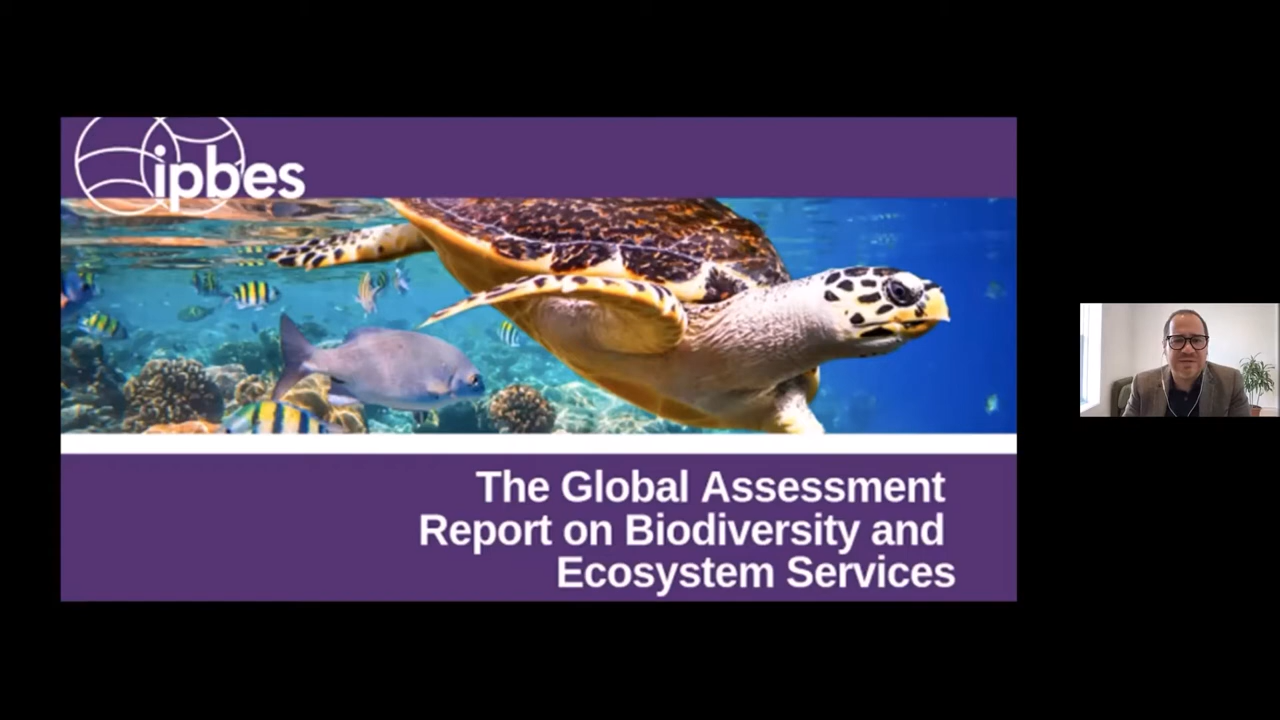 ipbes
The Global Assessment
Report on Biodiversity and
Ecosystem Services